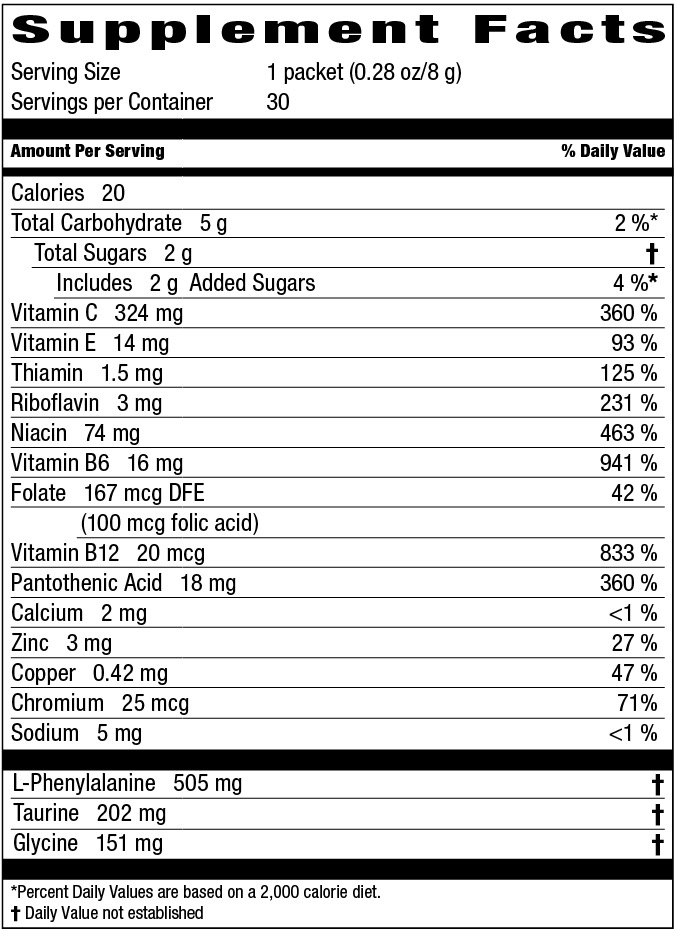 Supplement Facts
Serving Size 1 packet (0.28 oz/8 g)
Servings per Container 30
Amount Per Serving % Daily Value
Calories 20
Total Carbohydrate 5 g 2 %*
Total Sugars 2 g †
Includes 2 g Added Sugars 4 %*
Vitamin C 324 mg 360 %
Vitamin E 14 mg 93 %
Thiamin 1.5 mg 125 %
Riboflavin 3 mg 231 %
Niacin 74 mg 463 %
Vitamin B6 16 mg 941 %
Folate 167 mcg DFE 42 %
(100 mcg folic acid)
Vitamin B12 20 mcg 833 %
Pantothenic Acid 18 mg 360 %
Calcium 2 mg <1 %
Zinc 3 mg 27 %
Copper 0.42 mg 47 %
Chromium 25 mcg 71%
Sodium 5 mg <1 %
L-Phenylalanine 505 mg †
Taurine 202 mg †
Glycine 151 mg †
*Percent Daily Values are based on a 2,000 calorie diet.
† Daily Value not established